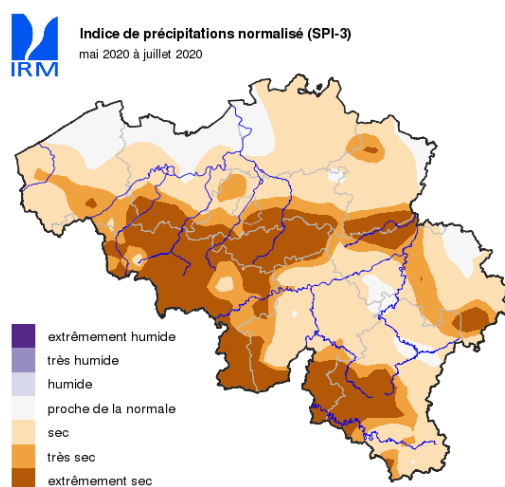 Indice de précipitations normalisé (SPI-3)
mai 2020 à juillet 2020
IRM
extrêmement humide
très humide
humide
proche de la normale
sec
très sec
extrêmement sec